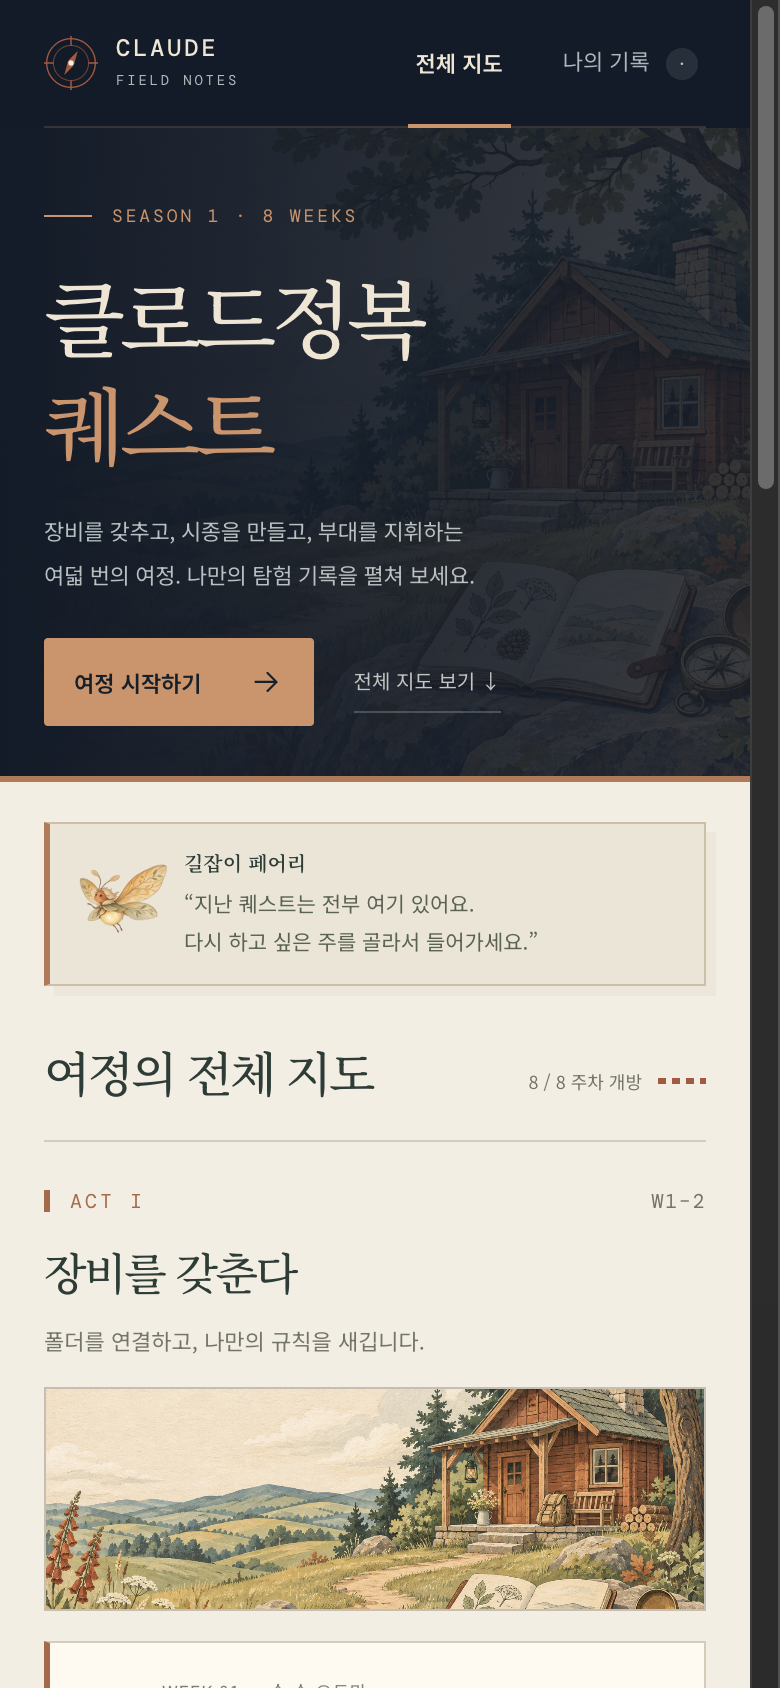 CLAUDE
FIELD NOTES
전체 지도
나의 기록
SEASON 1 · 8 WEEKS
클로드정복
퀘스트
장비를 갖추고, 시종을 만들고, 부대를 지휘하는
여덟 번의 여정. 나만의 탐험 기록을 펼쳐 보세요.
여정 시작하기 →
전체 지도 보기 ↓
길잡이 페어리
“지난 퀘스트는 전부 여기 있어요.
다시 하고 싶은 주를 골라서 들어가세요.”
여정의 전체 지도
8 / 8 주차 개방
ACT I
W1–2
장비를 갖춘다
폴더를 연결하고, 나만의 규칙을 새깁니다.
WEEK 01